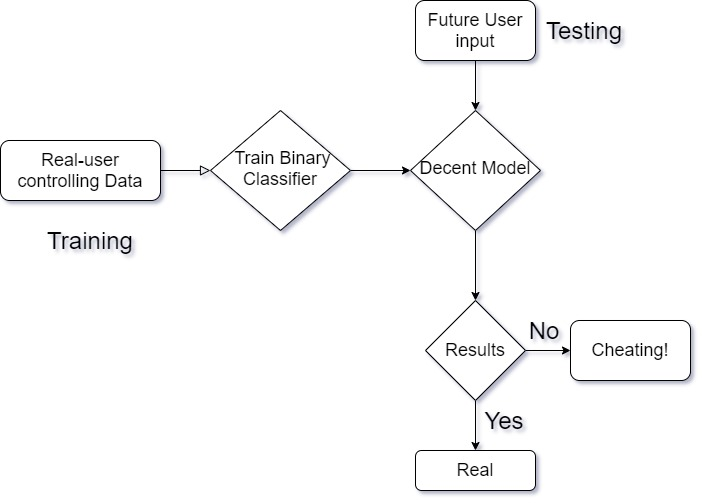 Future User
input
Testing
Real-user
controlling Data
Train Binary
Classifier
Decent Model
Training
Results
No
Cheating!
Yes
Real